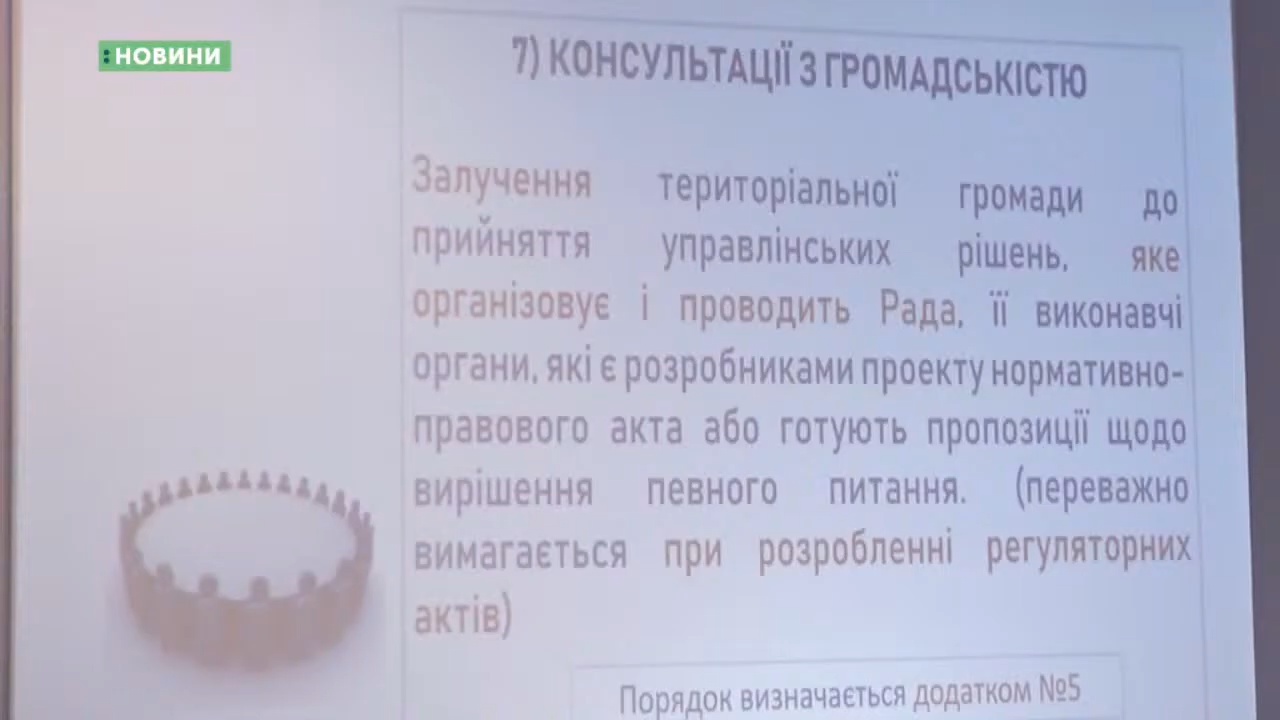 :НОВИНИ
7) КОНСУЛЬТАЦІЇ З ГРОМАДСЬКІСТЮ
Залучення територіальної громади до
прийняття управлінських рішень, яке
організовує і проводить Рада, її виконавчі
органи, які є розробниками проекту нормативно-
правового акта або готують пропозиції щодо
вирішення певного питання. (переважно
вимагається при розробленні регуляторних
актів)
Порядок визначається додатком №5